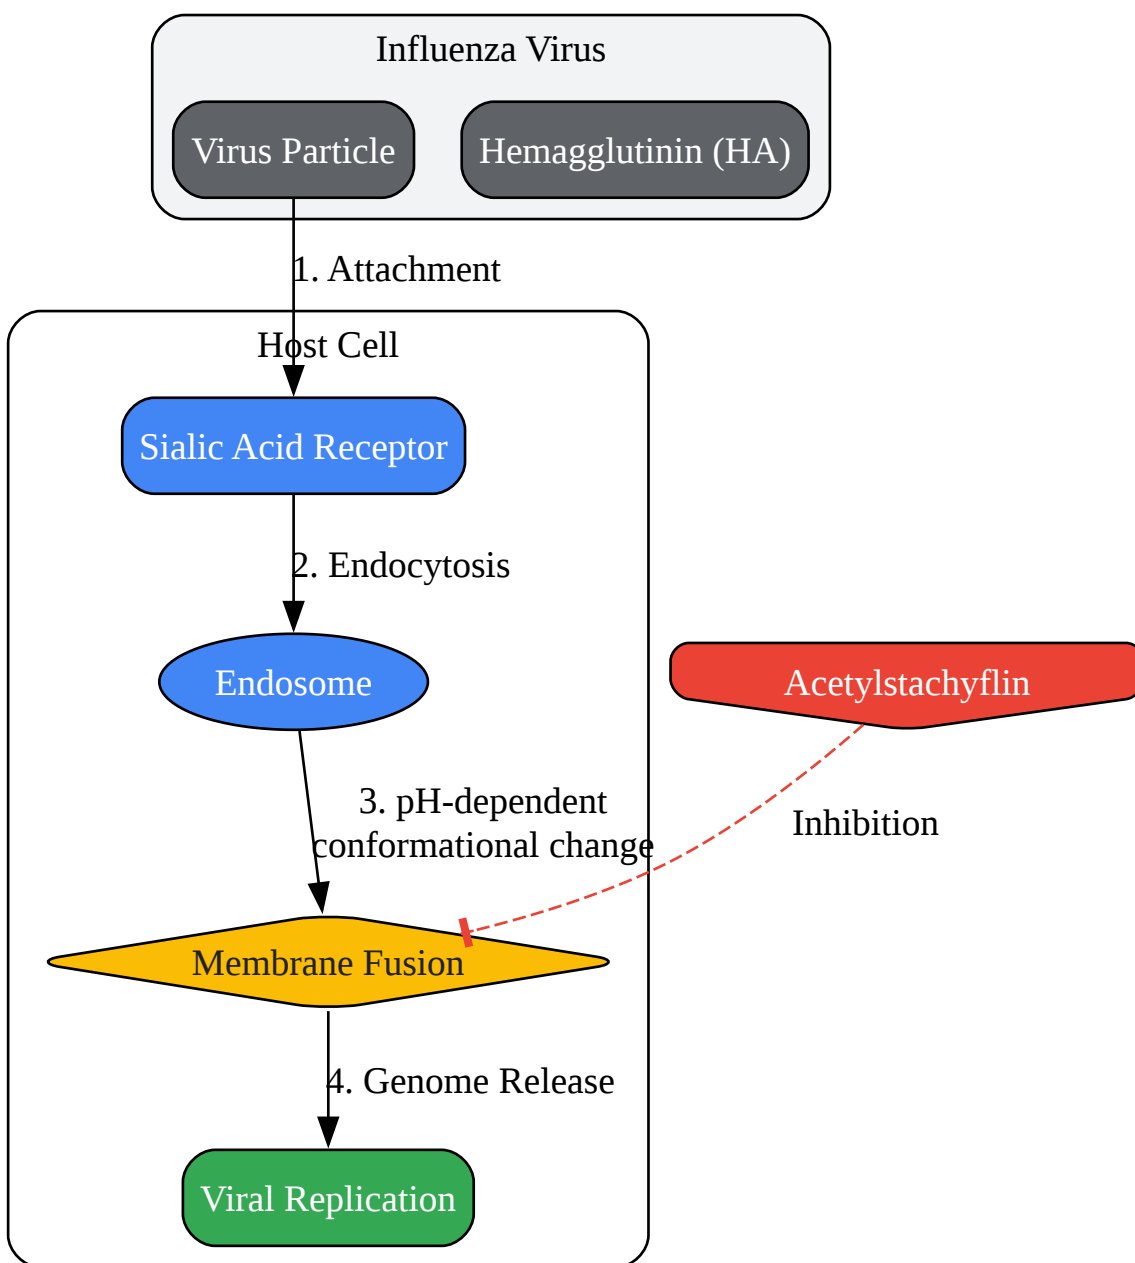 Influenza Virus
Virus Particle
Hemagglutinin (HA)
1. Attachment
Host Cell
Sialic Acid Receptor
2. Endocytosis
Endosome
Acetylstachyflin
3. pH-dependent
conformational change
Inhibition
Membrane Fusion
4. Genome Release
Viral Replication